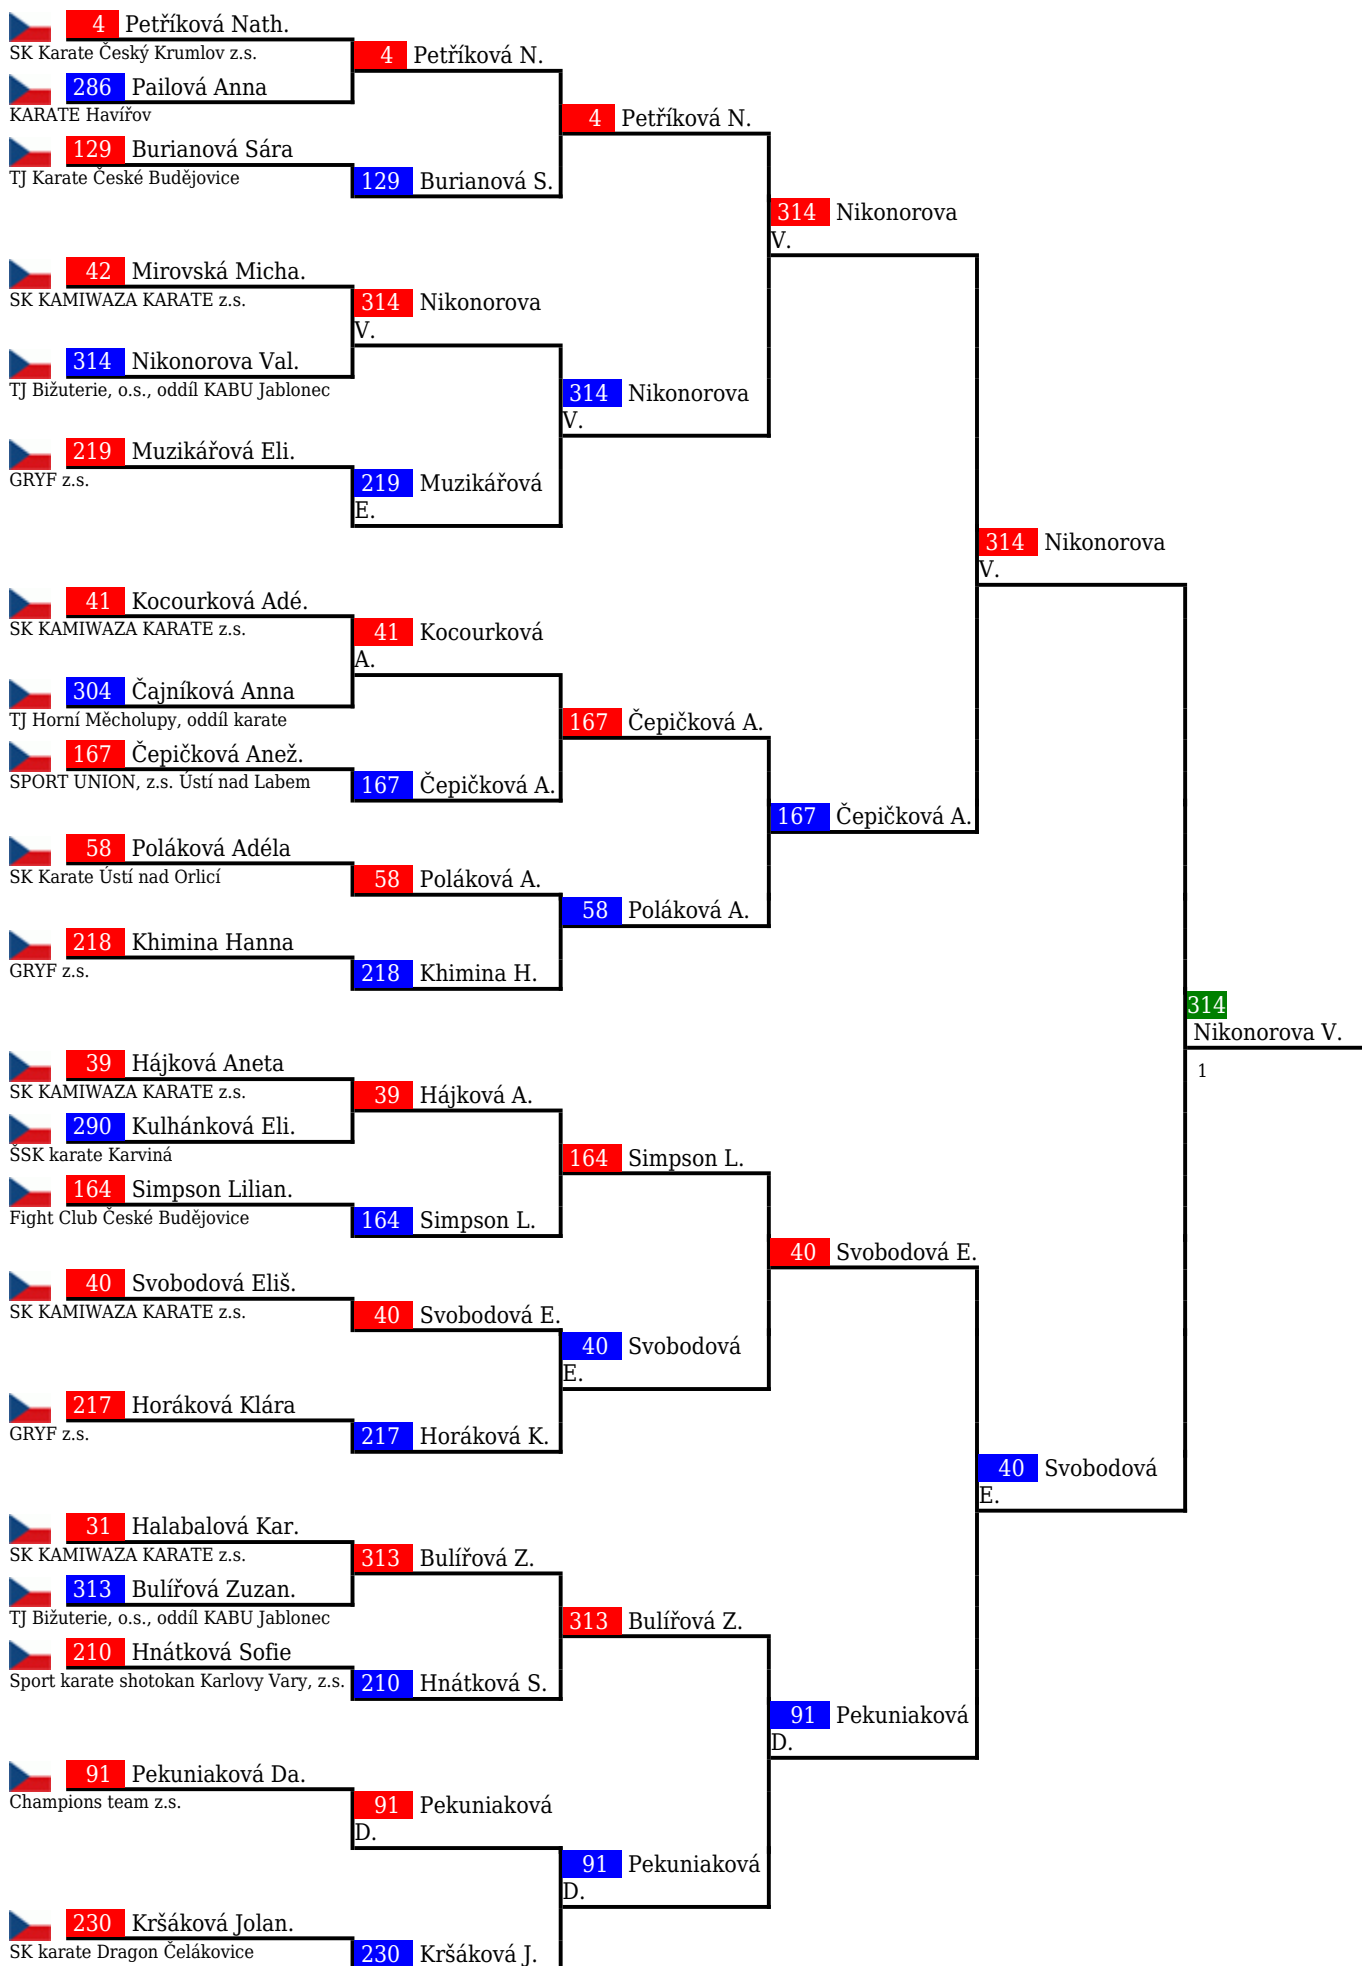 4 Petříková Nath.
SK Karate Český Krumlov z.s.
4 Petříková N.
286 Pailová Anna
KARATE Havířov
4 Petříková N.
129 Burianová Sára
TJ Karate České Budějovice
129 Burianová S.
314 Nikonorova
V.
42 Mirovská Micha.
SK KAMIWAZA KARATE z.s.
314 Nikonorova
V.
314 Nikonorova Val.
TJ Bižuterie, o.s., oddíl KABU Jablonec
314 Nikonorova
V.
219 Muzikářová Eli.
GRYF z.s.
219 Muzikářová
E.
314 Nikonorova
V.
41 Kocourková Adé.
SK KAMIWAZA KARATE z.s.
41 Kocourková
A.
304 Čajníková Anna
TJ Horní Měcholupy, oddíl karate
167 Čepičková A.
167 Čepičková Anež.
SPORT UNION, z.s. Ústí nad Labem
167 Čepičková A.
167 Čepičková A.
58 Poláková Adéla
SK Karate Ústí nad Orlicí
58 Poláková A.
58 Poláková A.
218 Khimina Hanna
GRYF z.s.
218 Khimina H.
314
Nikonorova V.
1
39 Hájková Aneta
SK KAMIWAZA KARATE z.s.
39 Hájková A.
290 Kulhánková Eli.
ŠSK karate Karviná
164 Simpson L.
164 Simpson Lilian.
Fight Club České Budějovice
164 Simpson L.
40 Svobodová E.
40 Svobodová Eliš.
SK KAMIWAZA KARATE z.s.
40 Svobodová E.
40 Svobodová
E.
217 Horáková Klára
GRYF z.s.
217 Horáková K.
40 Svobodová
E.
31 Halabalová Kar.
SK KAMIWAZA KARATE z.s.
313 Bulířová Z.
313 Bulířová Zuzan.
TJ Bižuterie, o.s., oddíl KABU Jablonec
313 Bulířová Z.
210 Hnátková Sofie
Sport karate shotokan Karlovy Vary, z.s.
210 Hnátková S.
91 Pekuniaková
D.
91 Pekuniaková Da.
Champions team z.s.
91 Pekuniaková
D.
91 Pekuniaková
D.
230 Kršáková Jolan.
SK karate Dragon Čelákovice
230 Kršáková J.